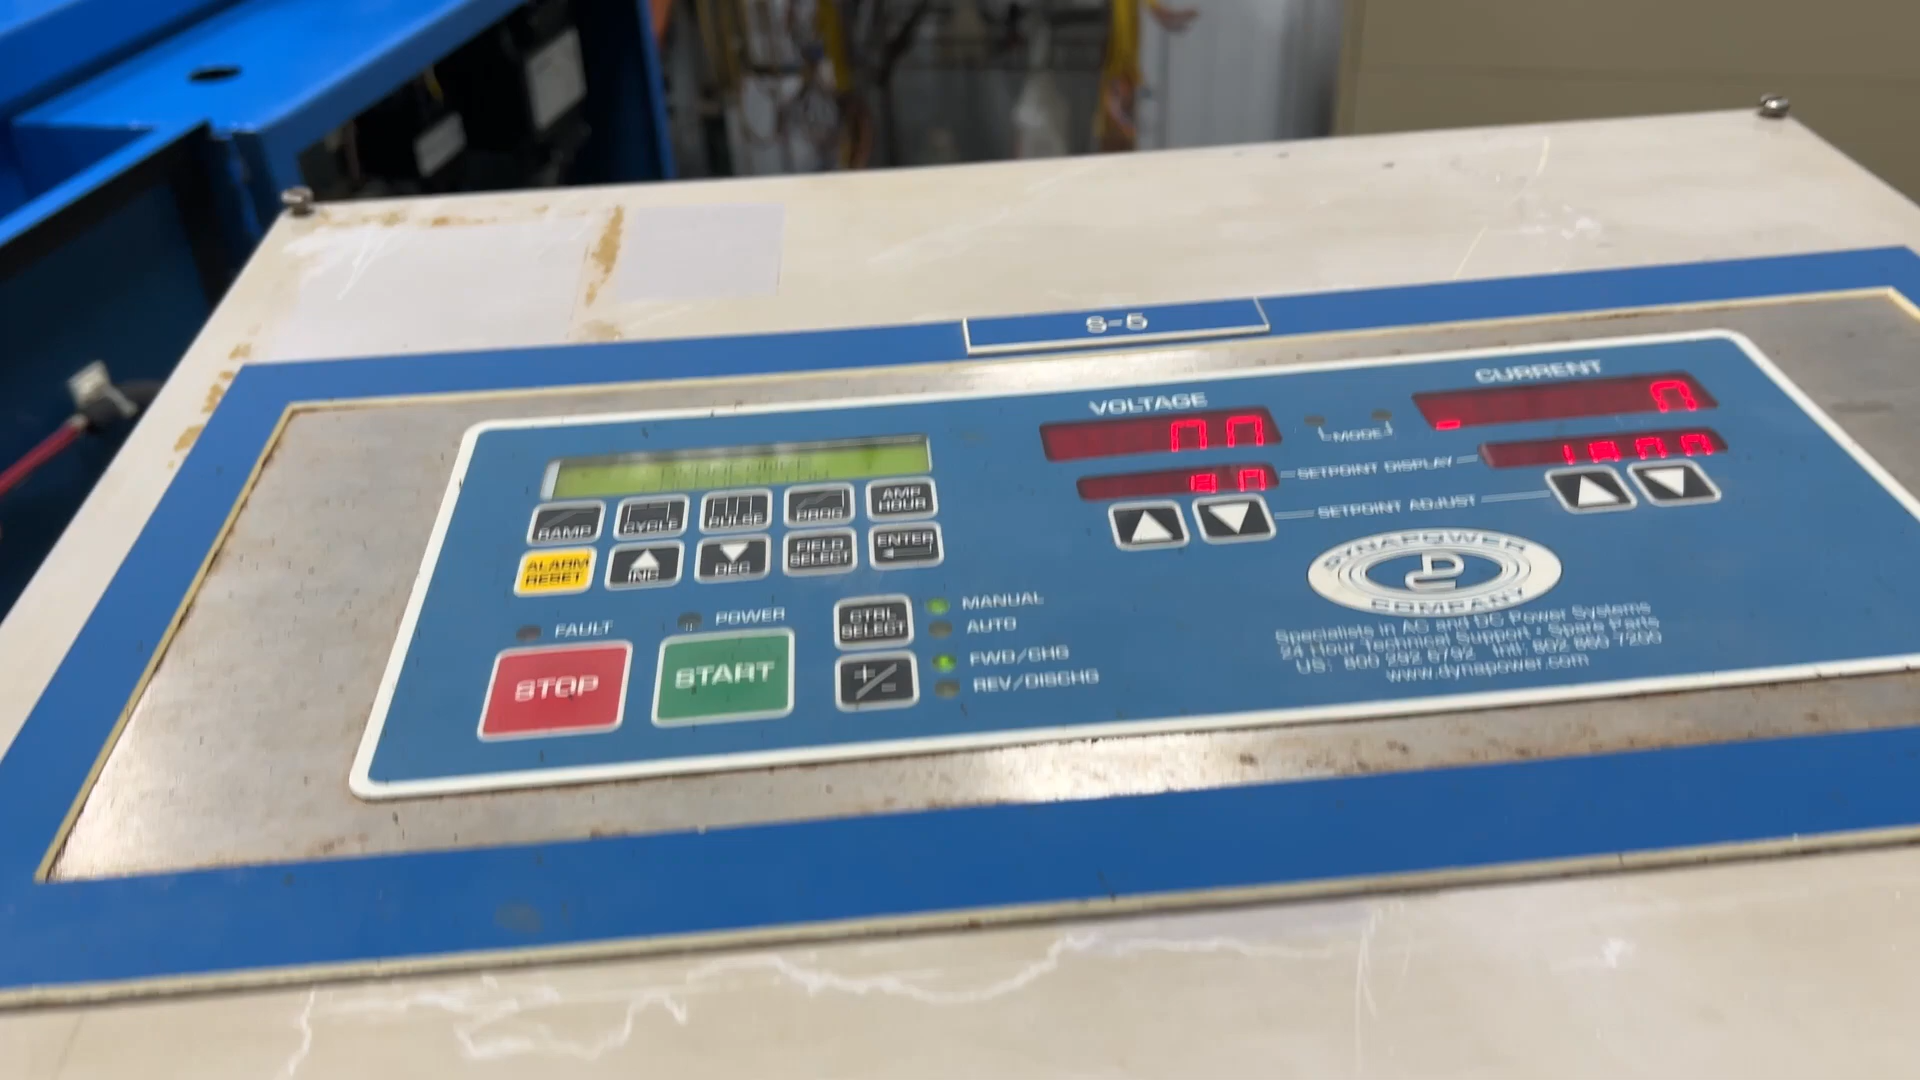 S-5
VOLTAGE
CURRENT
MODE
SETPOINT DISPLAY
SETPOINT ADJUST
RAMP
CYCLE
PULSE
PROG
AMP HOUR
ALARM RESET
INC
DEC
FIELD SELECT
ENTER
FAULT
POWER
STOP
START
CTRL SELECT
+/-
MANUAL
AUTO
FWD/CHG
REV/DISCHG
DYNAPOWER
COMPANY
Specialists in AC and DC Power Systems
24 Hour Technical Support / Spare Parts
US: 800 292 6792 Intl: 802 860 7200
www.dynapower.com